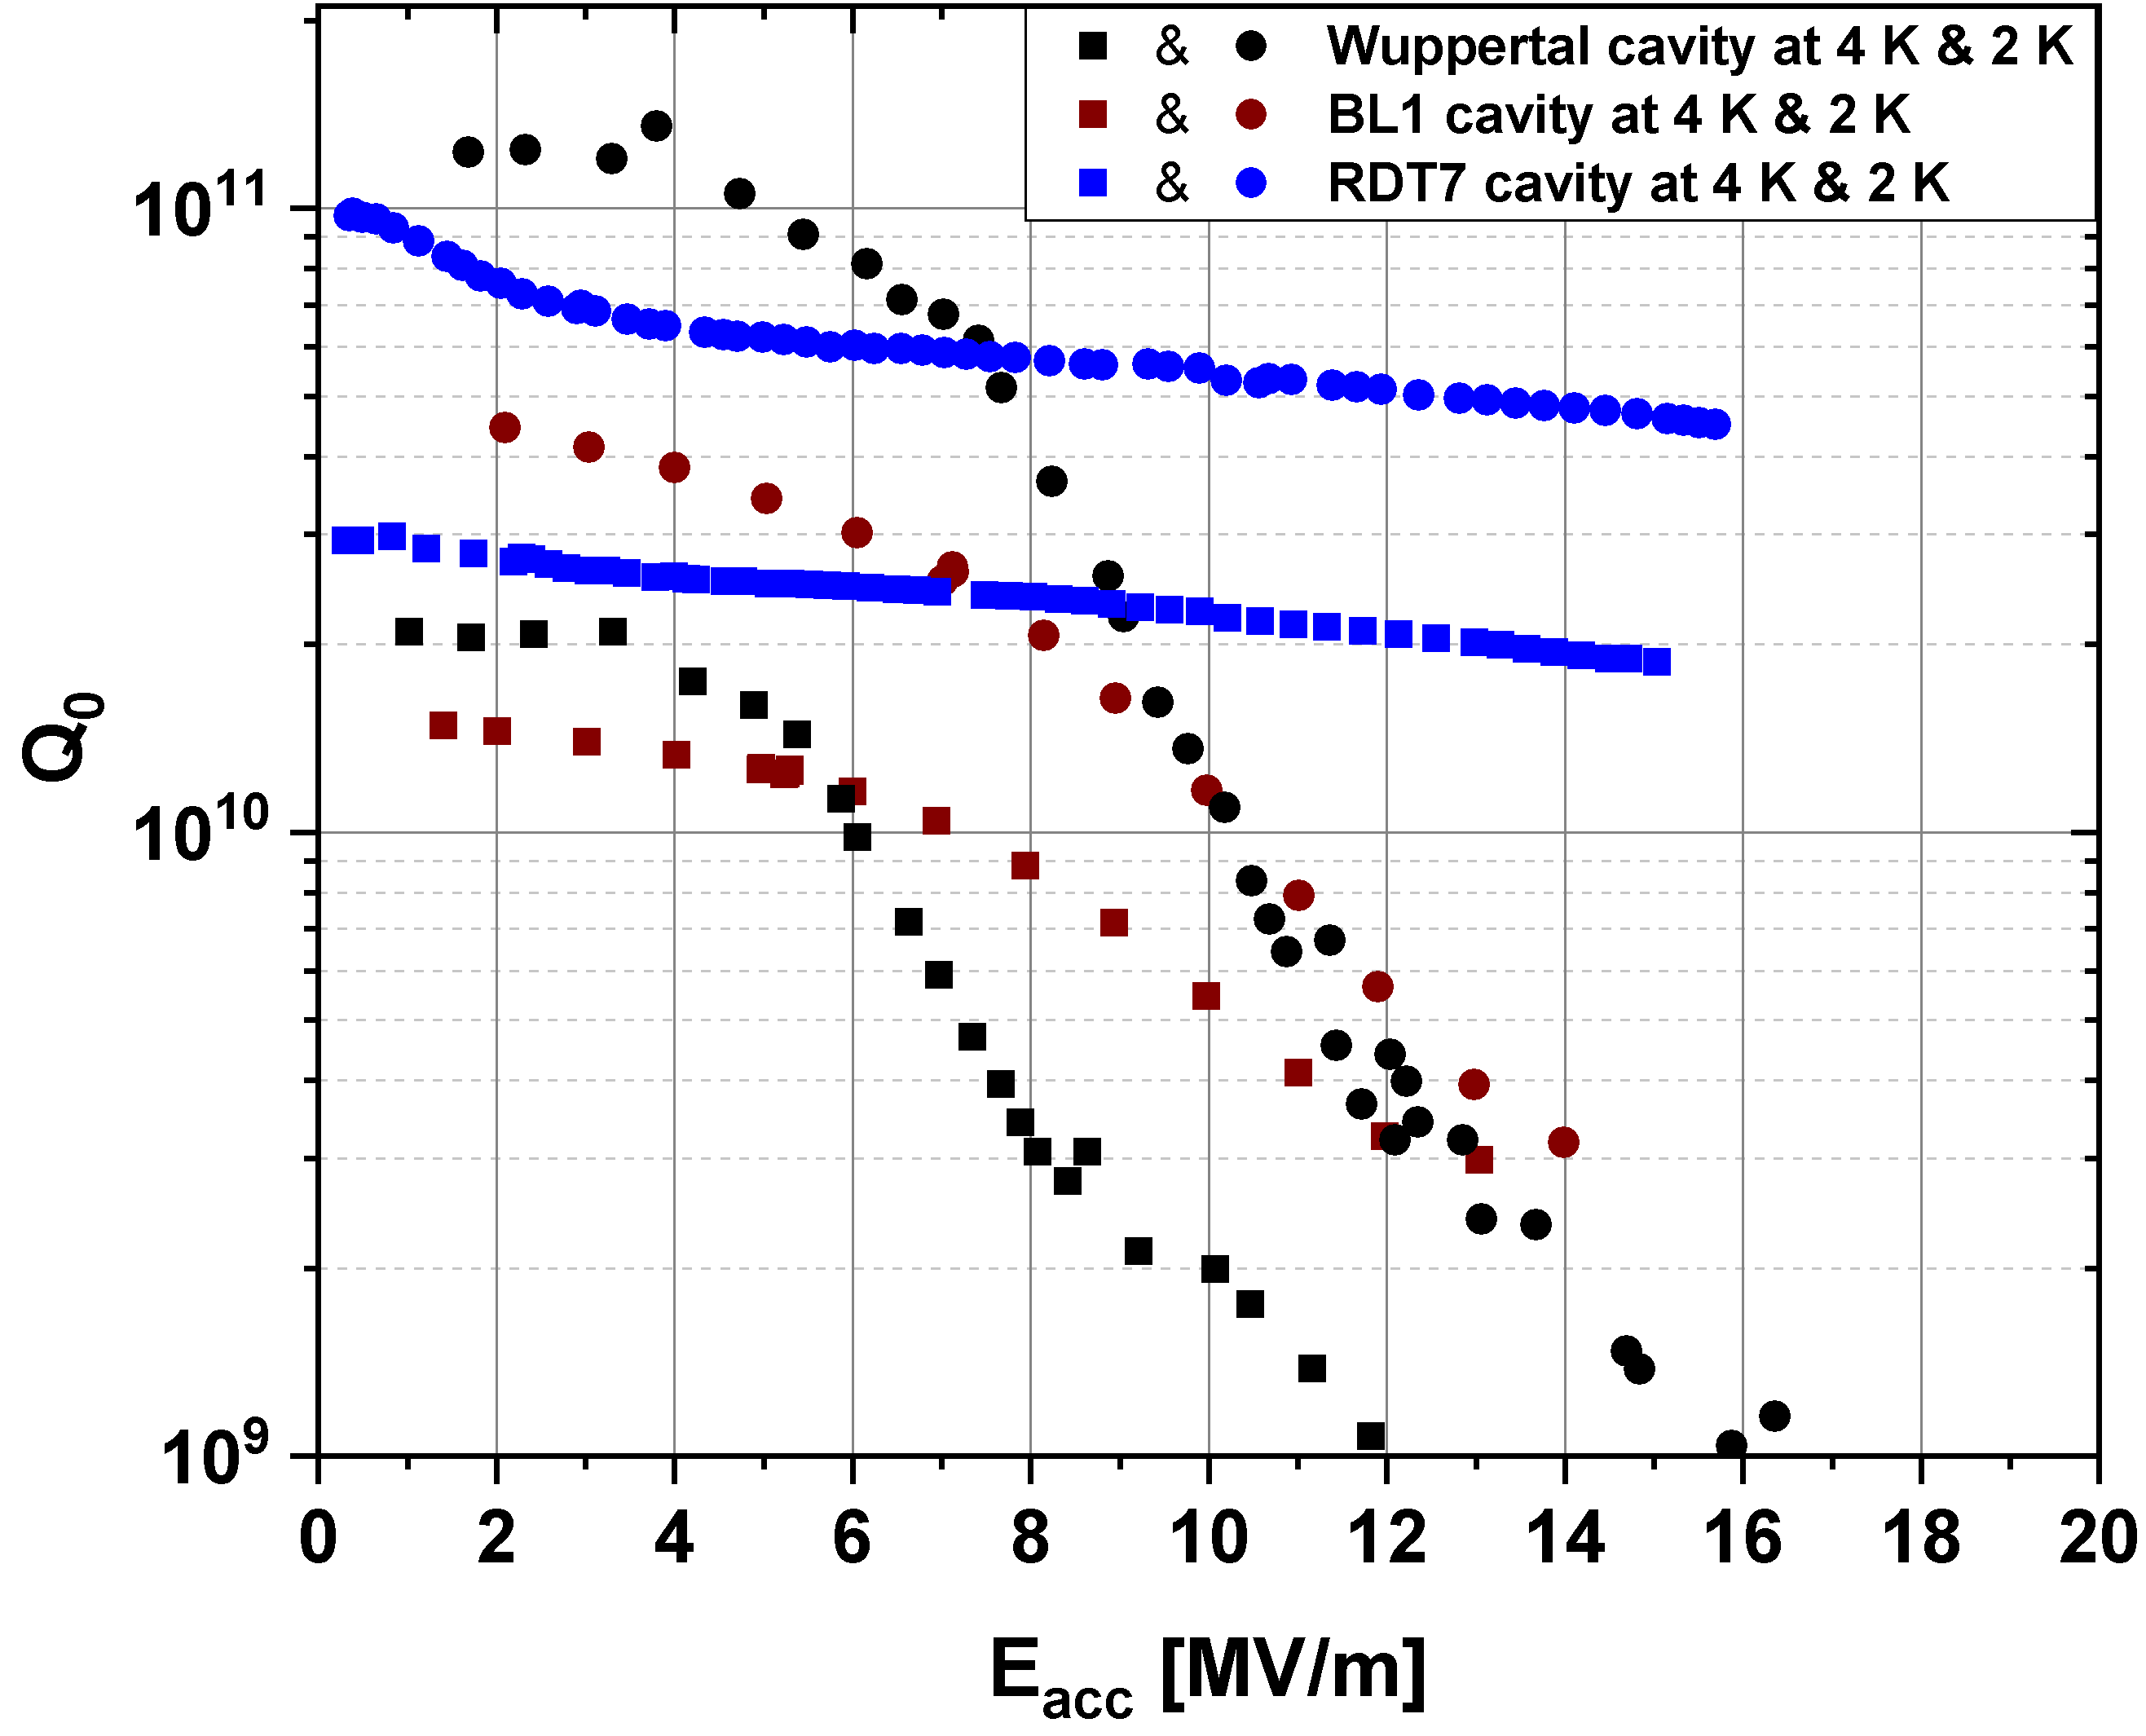 ■ & ● Wuppertal cavity at 4 K & 2 K
■ & ● BL1 cavity at 4 K & 2 K
■ & ● RDT7 cavity at 4 K & 2 K
10¹¹
10¹⁰
10⁹
Q₀
0 2 4 6 8 10 12 14 16 18 20
E_acc [MV/m]